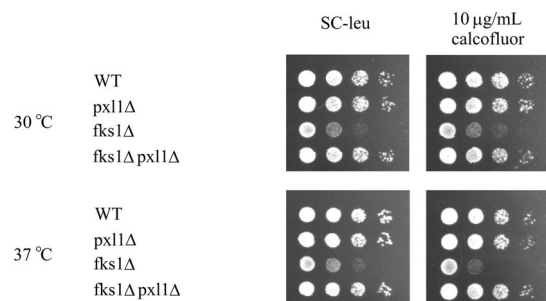 SC-leu
10 µg/mL
calcofluor
30 °C
WT
pxl1Δ
fks1Δ
fks1Δ pxl1Δ
37 °C
WT
pxl1Δ
fks1Δ
fks1Δ pxl1Δ